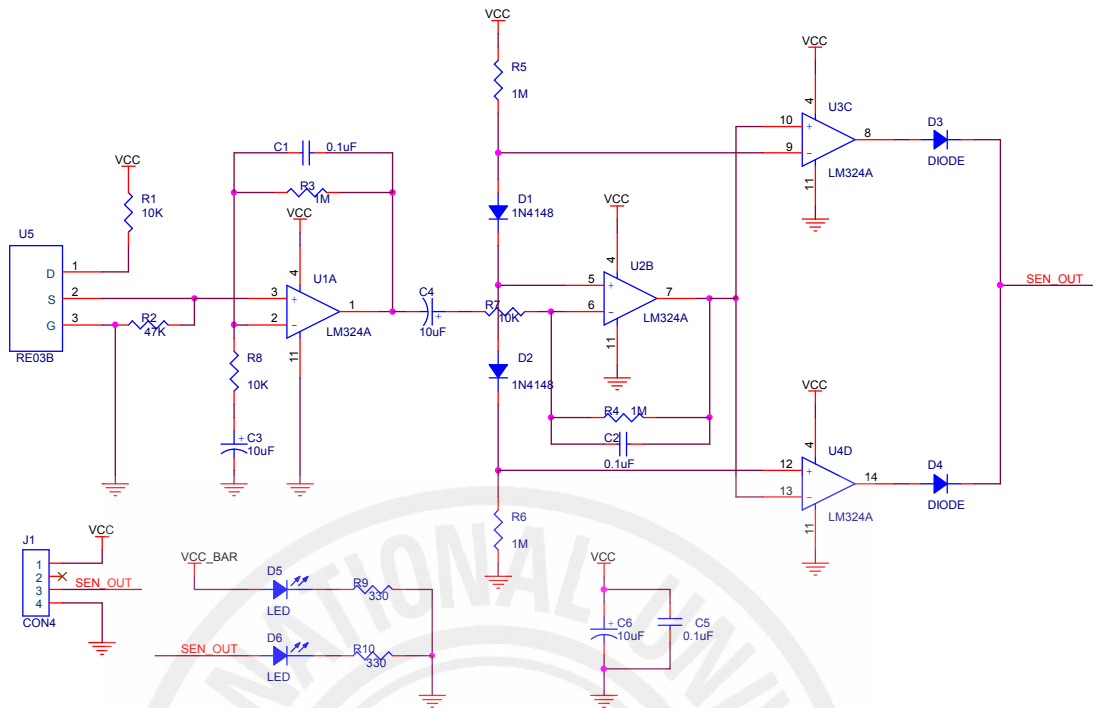 VCC
R5
1M
VCC
4
U3C
10
+
9
−
8
11
LM324A
D3
DIODE
C1
0.1uF
R3
1M
VCC
R1
10K
VCC
4
U1A
3
+
2
−
1
11
LM324A
U5
D
1
S
2
G
3
RE03B
R2
47K
R8
10K
C3
+
10uF
C4
+
10uF
R7
10K
D1
1N4148
VCC
4
U2B
5
+
6
−
7
11
LM324A
D2
1N4148
R4
1M
C2
0.1uF
SEN_OUT
VCC
4
U4D
12
+
13
−
14
11
LM324A
D4
DIODE
R6
1M
J1
VCC
1
2
3
4
SEN_OUT
CON4
VCC_BAR
D5
LED
R9
330
SEN_OUT
D6
LED
R10
330
VCC
+
C6
10uF
C5
0.1uF
NATIONAL UNI